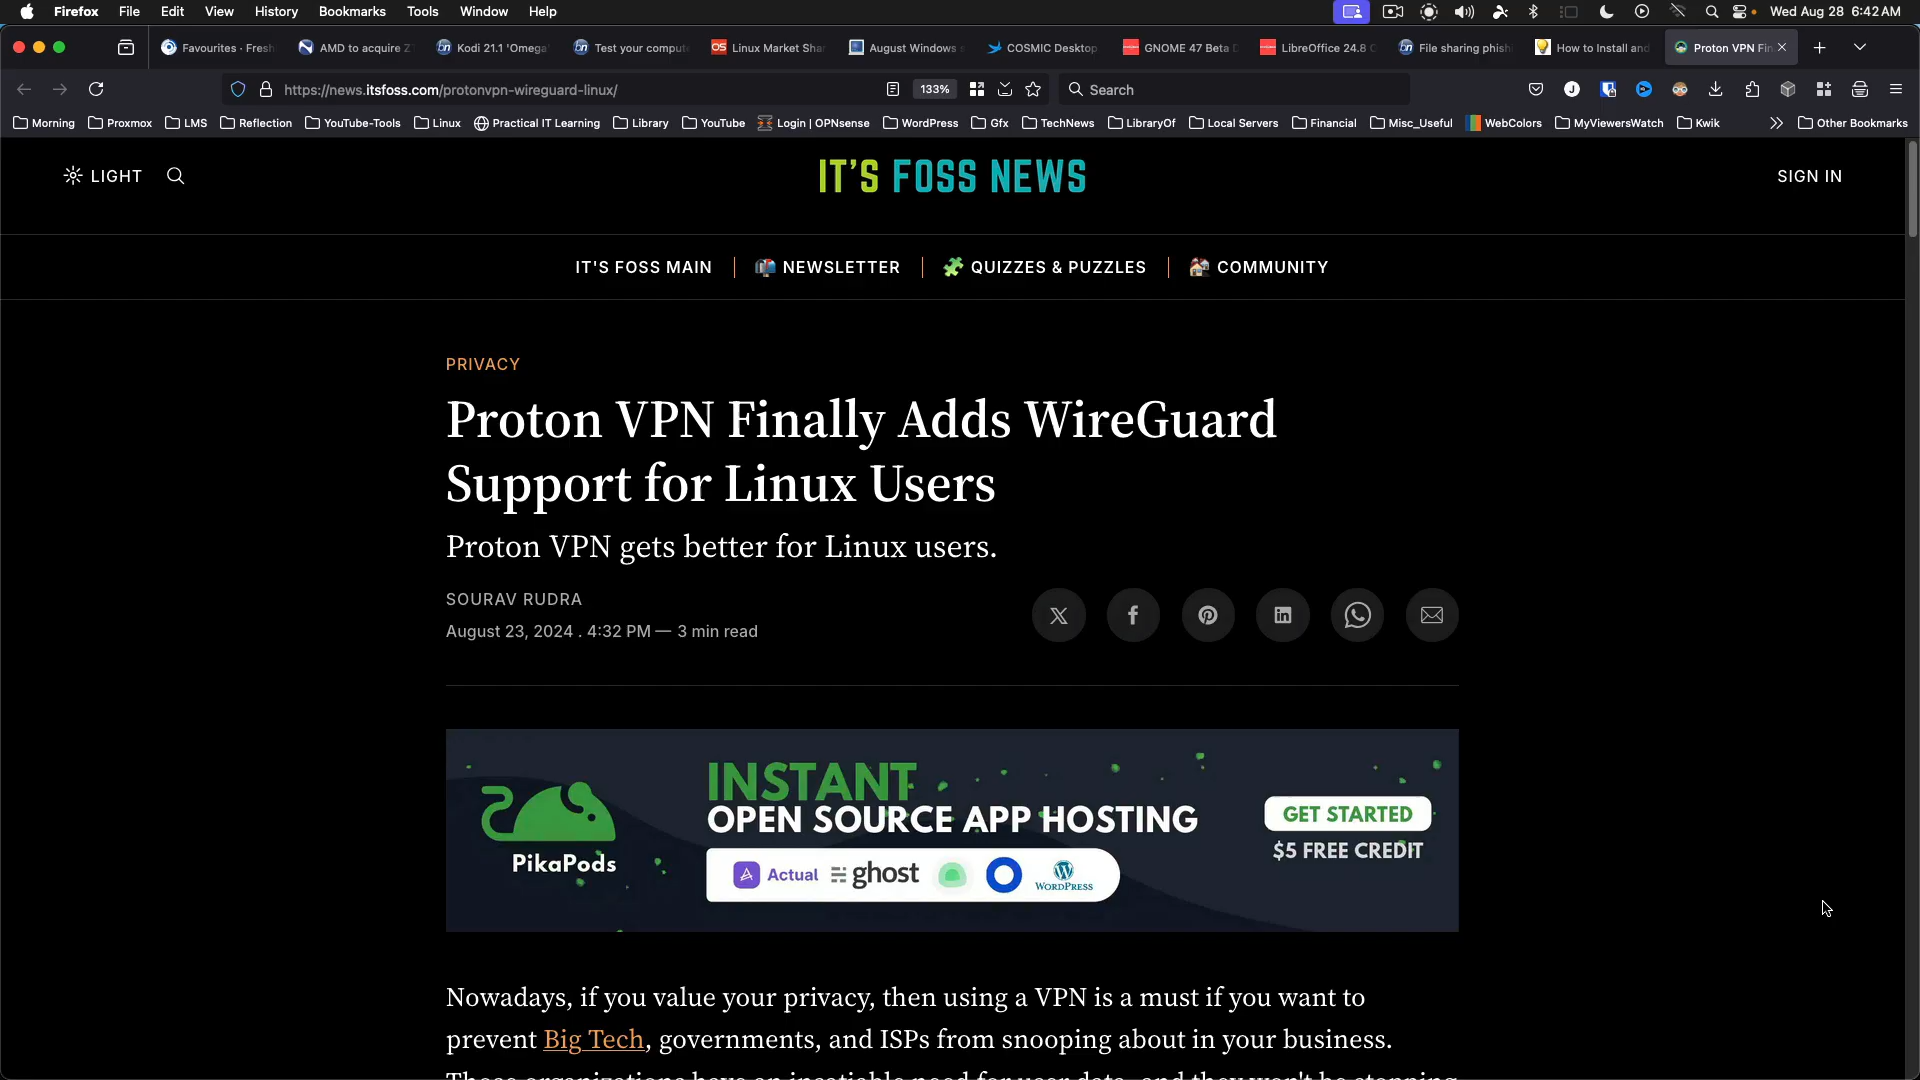 Firefox File Edit View History Bookmarks Tools Window Help Wed Aug 28 6:42 AM
Favourites · Fresh AMD to acquire Z Kodi 21.1 'Omega' Test your compute Linux Market Sha August Windows s COSMIC Desktop GNOME 47 Beta LibreOffice 24.8 File sharing phish How to Install and Proton VPN Fin
https://news.itsfoss.com/protonvpn-wireguard-linux/ 133% Search
Morning Proxmox LMS Reflection YouTube-Tools Linux Practical IT Learning Library YouTube Login | OPNsense WordPress Gfx TechNews LibraryOf Local Servers Financial Misc_Useful WebColors MyViewersWatch Kwik Other Bookmarks
LIGHT IT'S FOSS NEWS SIGN IN
IT'S FOSS MAIN NEWSLETTER QUIZZES & PUZZLES COMMUNITY
PRIVACY
Proton VPN Finally Adds WireGuard
Support for Linux Users
Proton VPN gets better for Linux users.
SOURAV RUDRA
August 23, 2024 . 4:32 PM — 3 min read
INSTANT
OPEN SOURCE APP HOSTING
GET STARTED
$5 FREE CREDIT
PikaPods
Actual ghost WORDPRESS
Nowadays, if you value your privacy, then using a VPN is a must if you want to
prevent Big Tech, governments, and ISPs from snooping about in your business.